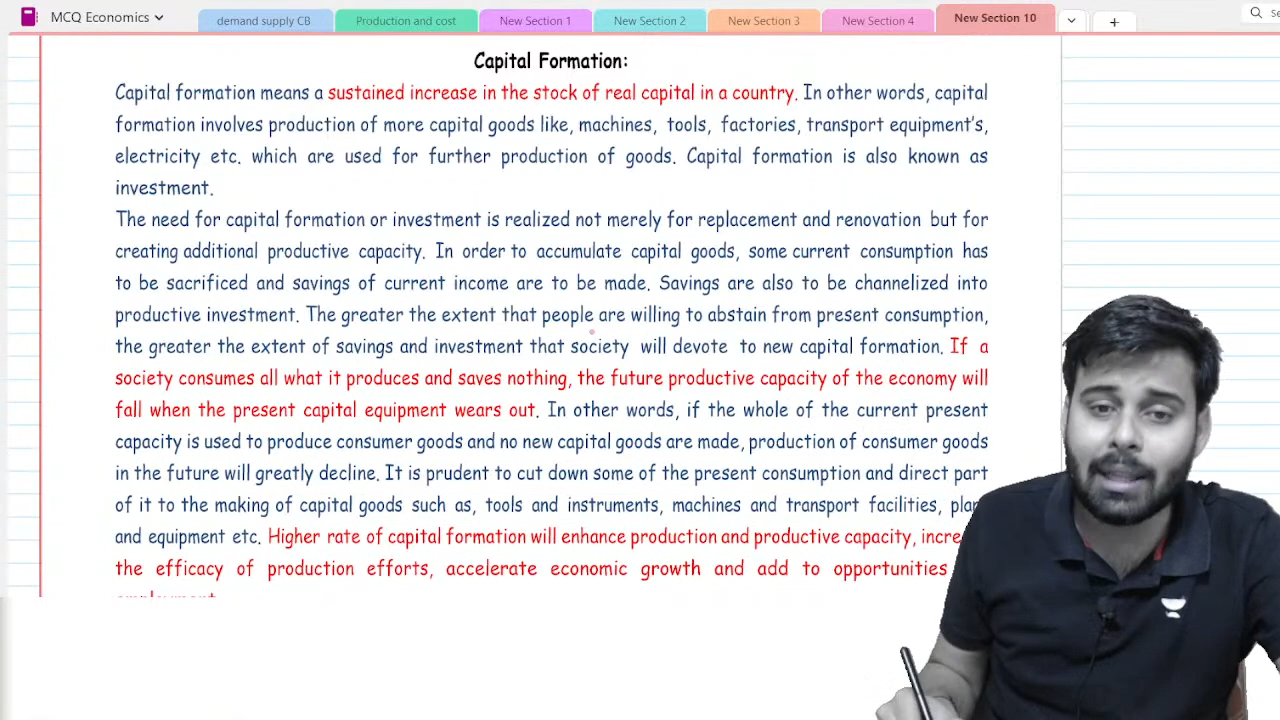 MCQ Economics
demand supply CB
Production and cost
New Section 1
New Section 2
New Section 3
New Section 4
New Section 10
Capital Formation:
Capital formation means a sustained increase in the stock of real capital in a country. In other words, capital
formation involves production of more capital goods like, machines, tools, factories, transport equipment's,
electricity etc. which are used for further production of goods. Capital formation is also known as
investment.
The need for capital formation or investment is realized not merely for replacement and renovation but for
creating additional productive capacity. In order to accumulate capital goods, some current consumption has
to be sacrificed and savings of current income are to be made. Savings are also to be channelized into
productive investment. The greater the extent that people are willing to abstain from present consumption,
the greater the extent of savings and investment that society will devote to new capital formation. If a
society consumes all what it produces and saves nothing, the future productive capacity of the economy will
fall when the present capital equipment wears out. In other words, if the whole of the current present
capacity is used to produce consumer goods and no new capital goods are made, production of consumer goods
in the future will greatly decline. It is prudent to cut down some of the present consumption and direct part
of it to the making of capital goods such as, tools and instruments, machines and transport facilities,
and equipment etc. Higher rate of capital formation will enhance production and productive capacity,
the efficacy of production efforts, accelerate economic growth and add to opportunities